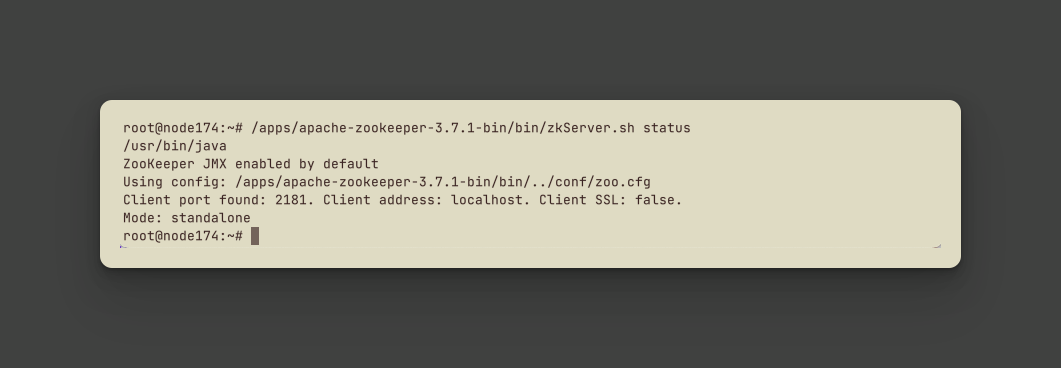 root@node174:~# /apps/apache-zookeeper-3.7.1-bin/bin/zkServer.sh status
/usr/bin/java
ZooKeeper JMX enabled by default
Using config: /apps/apache-zookeeper-3.7.1-bin/bin/../conf/zoo.cfg
Client port found: 2181. Client address: localhost. Client SSL: false.
Mode: standalone
root@node174:~#